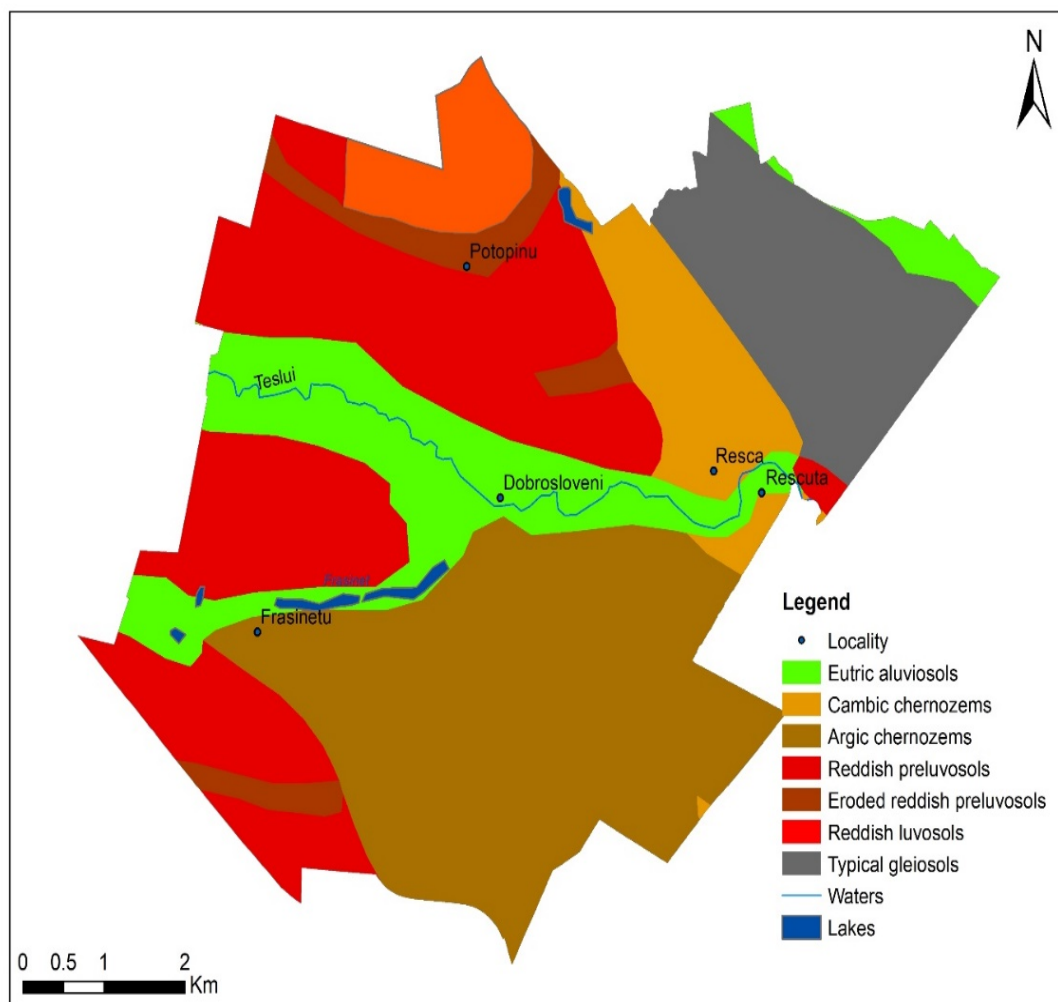 N
Potopinu
Teslui
Resca
Rescuta
Dobrosloveni
Frasinet
Frasinetu
Legend
Locality
Eutric aluviosols
Cambic chernozems
Argic chernozems
Reddish preluvosols
Eroded reddish preluvosols
Reddish luvosols
Typical gleiosols
Waters
Lakes
0 0.5 1 2
Km